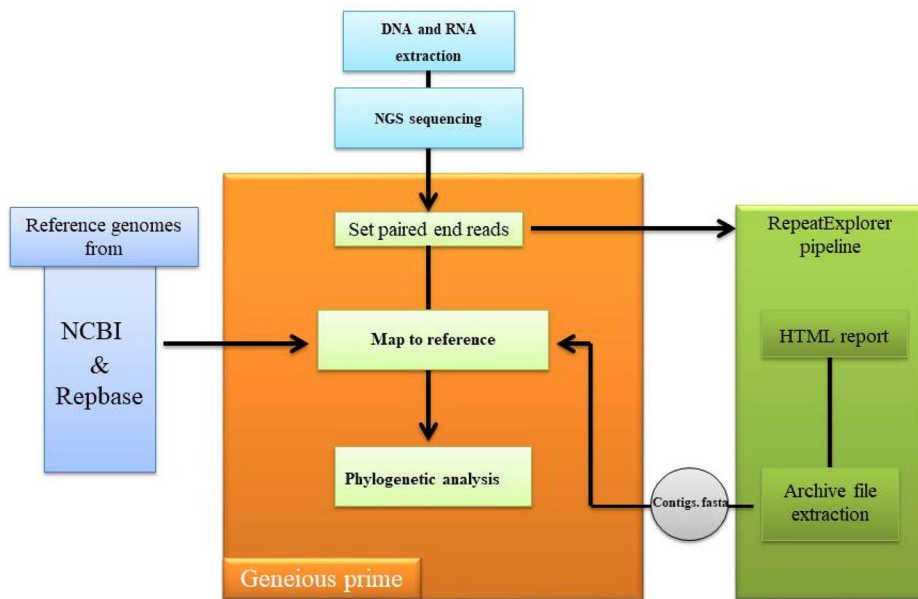 DNA and RNA
extraction
NGS sequencing
Reference genomes
from
NCBI
&
Repbase
Set paired end reads
Map to reference
Phylogenetic analysis
Geneious prime
RepeatExplorer
pipeline
HTML report
Archive file
extraction
Contigs. fasta